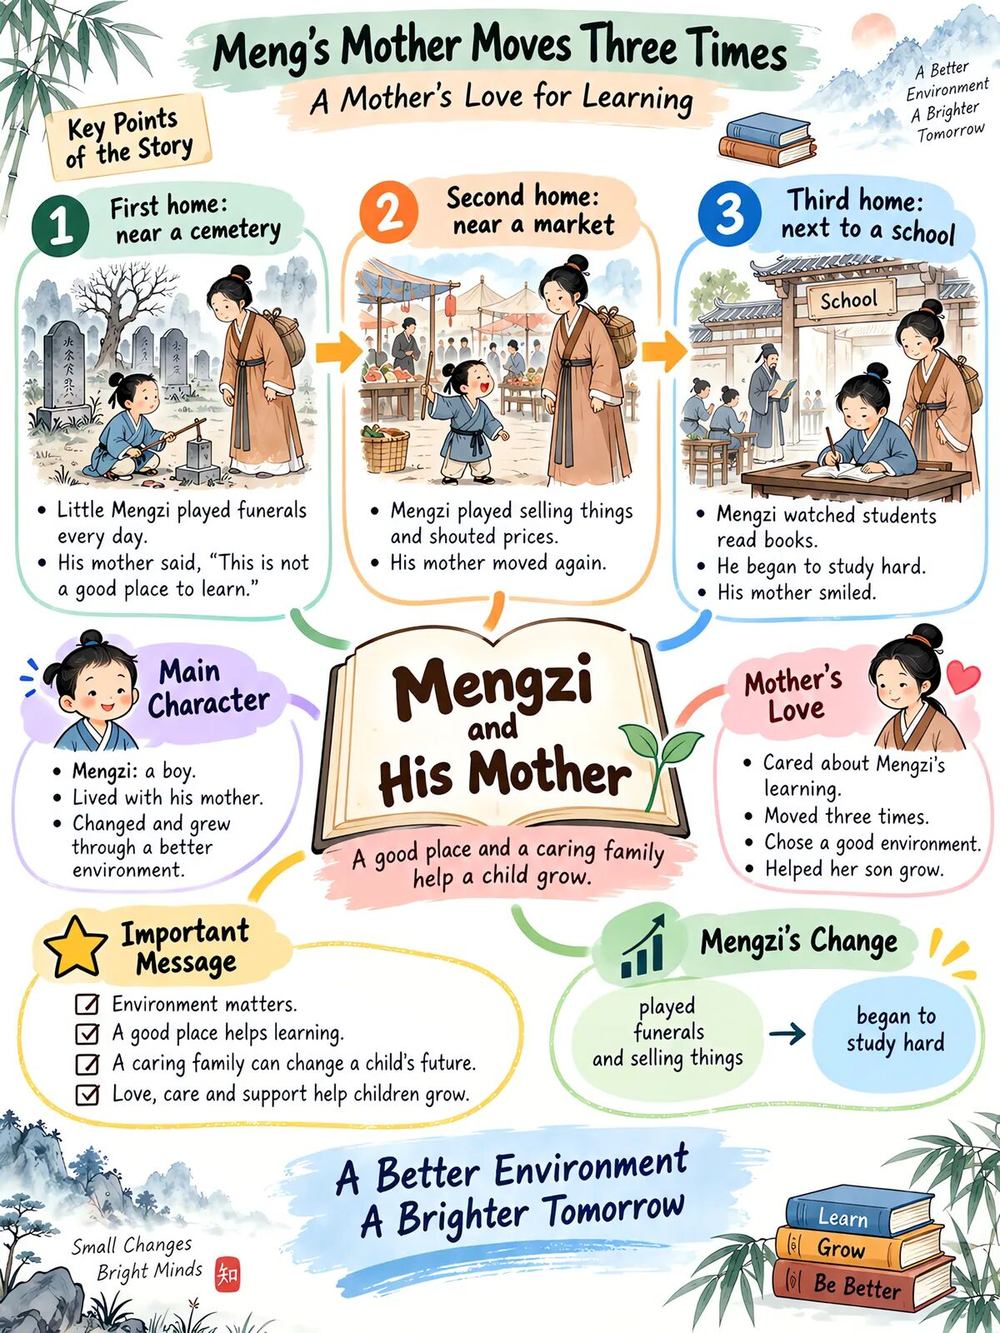 Meng's Mother Moves Three Times
A Mother's Love for Learning
A Better
Environment
A Brighter
Tomorrow
Key Points
of the Story
1
First home:
near a cemetery
2
Second home:
near a market
3
Third home:
next to a school
School
• Little Mengzi played funerals
every day.
• His mother said, “This is not
a good place to learn.”
• Mengzi played selling things
and shouted prices.
• His mother moved again.
• Mengzi watched students
read books.
• He began to study hard.
• His mother smiled.
Mengzi
and
His Mother
A good place and a caring family
help a child grow.
Main
Character
• Mengzi: a boy.
• Lived with his mother.
• Changed and grew
through a better
environment.
Mother's
Love
• Cared about Mengzi's
learning.
• Moved three times.
• Chose a good environment.
• Helped her son grow.
Important
Message
Environment matters.
A good place helps learning.
A caring family can change a child's future.
Love, care and support help children grow.
Mengzi's Change
played
funerals
and selling things
began to
study hard
A Better Environment
A Brighter Tomorrow
Small Changes
Bright Minds
知
Learn
Grow
Be Better